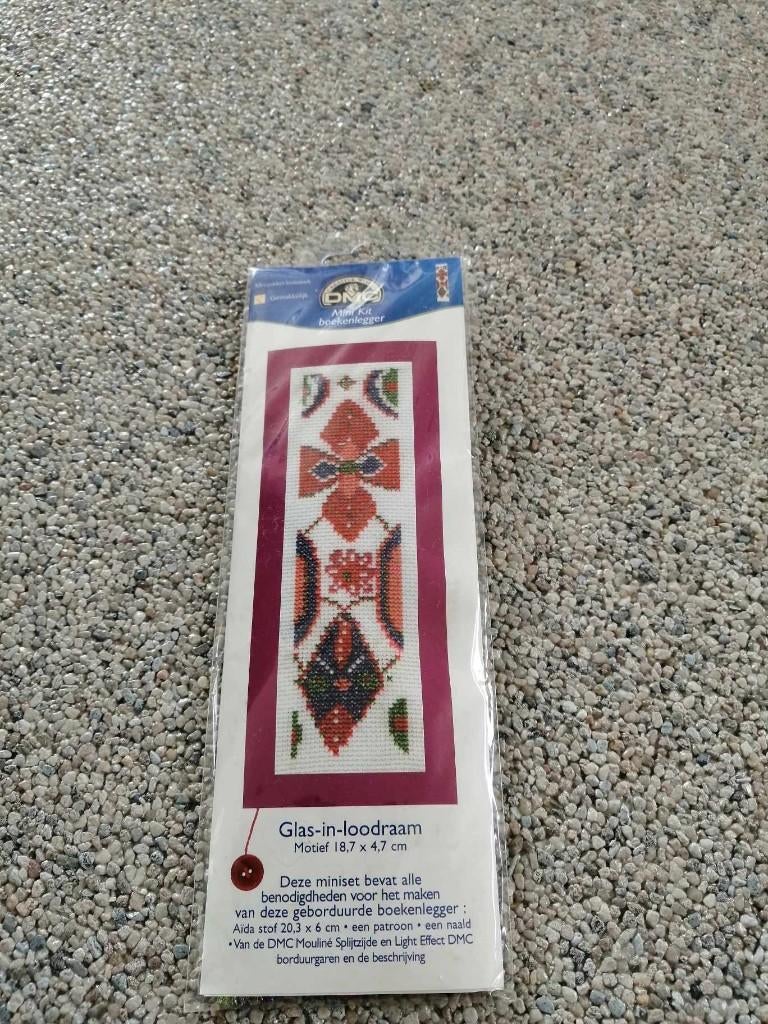 Gemakkelijk
DMC
Mini Kit
boekenlegger
Glas-in-loodraam
Motief 18,7 x 4,7 cm
Deze miniset bevat alle
benodigdheden voor het maken
van deze geborduurde boekenlegger :
Aïda stof 20,3 x 6 cm • een patroon • een naald
• Van de DMC Mouliné Splijtzijde en Light Effect DMC
borduurgaren en de beschrijving